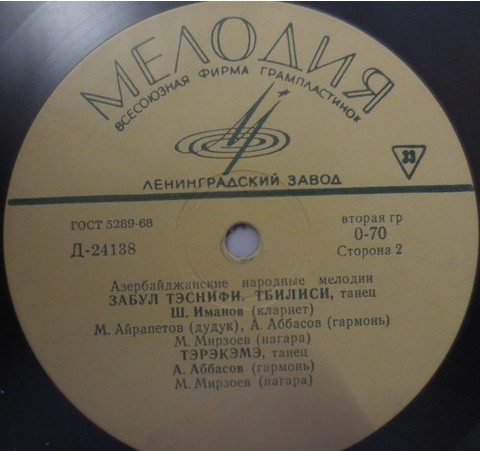 МЕЛОДИЯ
ВСЕСОЮЗНАЯ ФИРМА ГРАМПЛАСТИНОК
33
ЛЕНИНГРАДСКИЙ ЗАВОД
ГОСТ 5289-68
Д-24138
вторая гр
0-70
Сторона 2
Азербайджанские народные мелодии
ЗАБУЛ ТЭСНИФИ. ТБИЛИСИ, танец
Ш. Иманов (кларнет)
М. Айрапетов (дудук), А. Аббасов (гармонь)
М. Мирзоев (нагара)
ТЭРЭКЭМЭ, танец
А. Аббасов (гармонь)
М. Мирзоев (нагара)